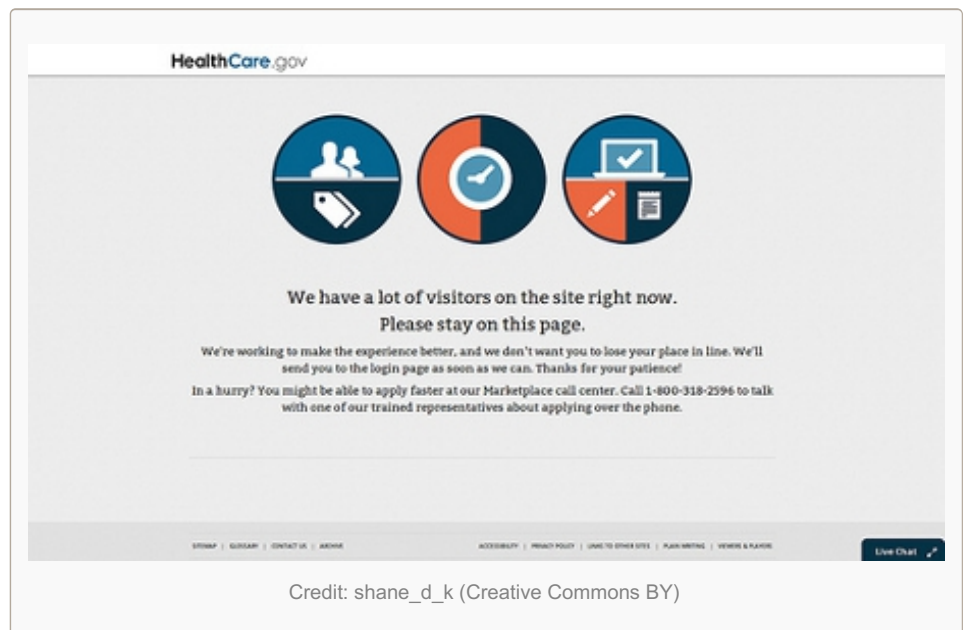 HealthCare.gov
We have a lot of visitors on the site right now.
Please stay on this page.
We're working to make the experience better, and we don't want you to lose your place in line. We'll
send you to the login page as soon as we can. Thanks for your patience!
In a hurry? You might be able to apply faster at our Marketplace call center. Call 1-800-318-2596 to talk
with one of our trained representatives about applying over the phone.
SITEMAP | GLOSSARY | CONTACT US | ARCHIVE ACCESSIBILITY | PRIVACY POLICY | LINKS TO OTHER SITES | PLAIN WRITING | VIEWERS & PLAYERS
Live Chat
Credit: shane_d_k (Creative Commons BY)